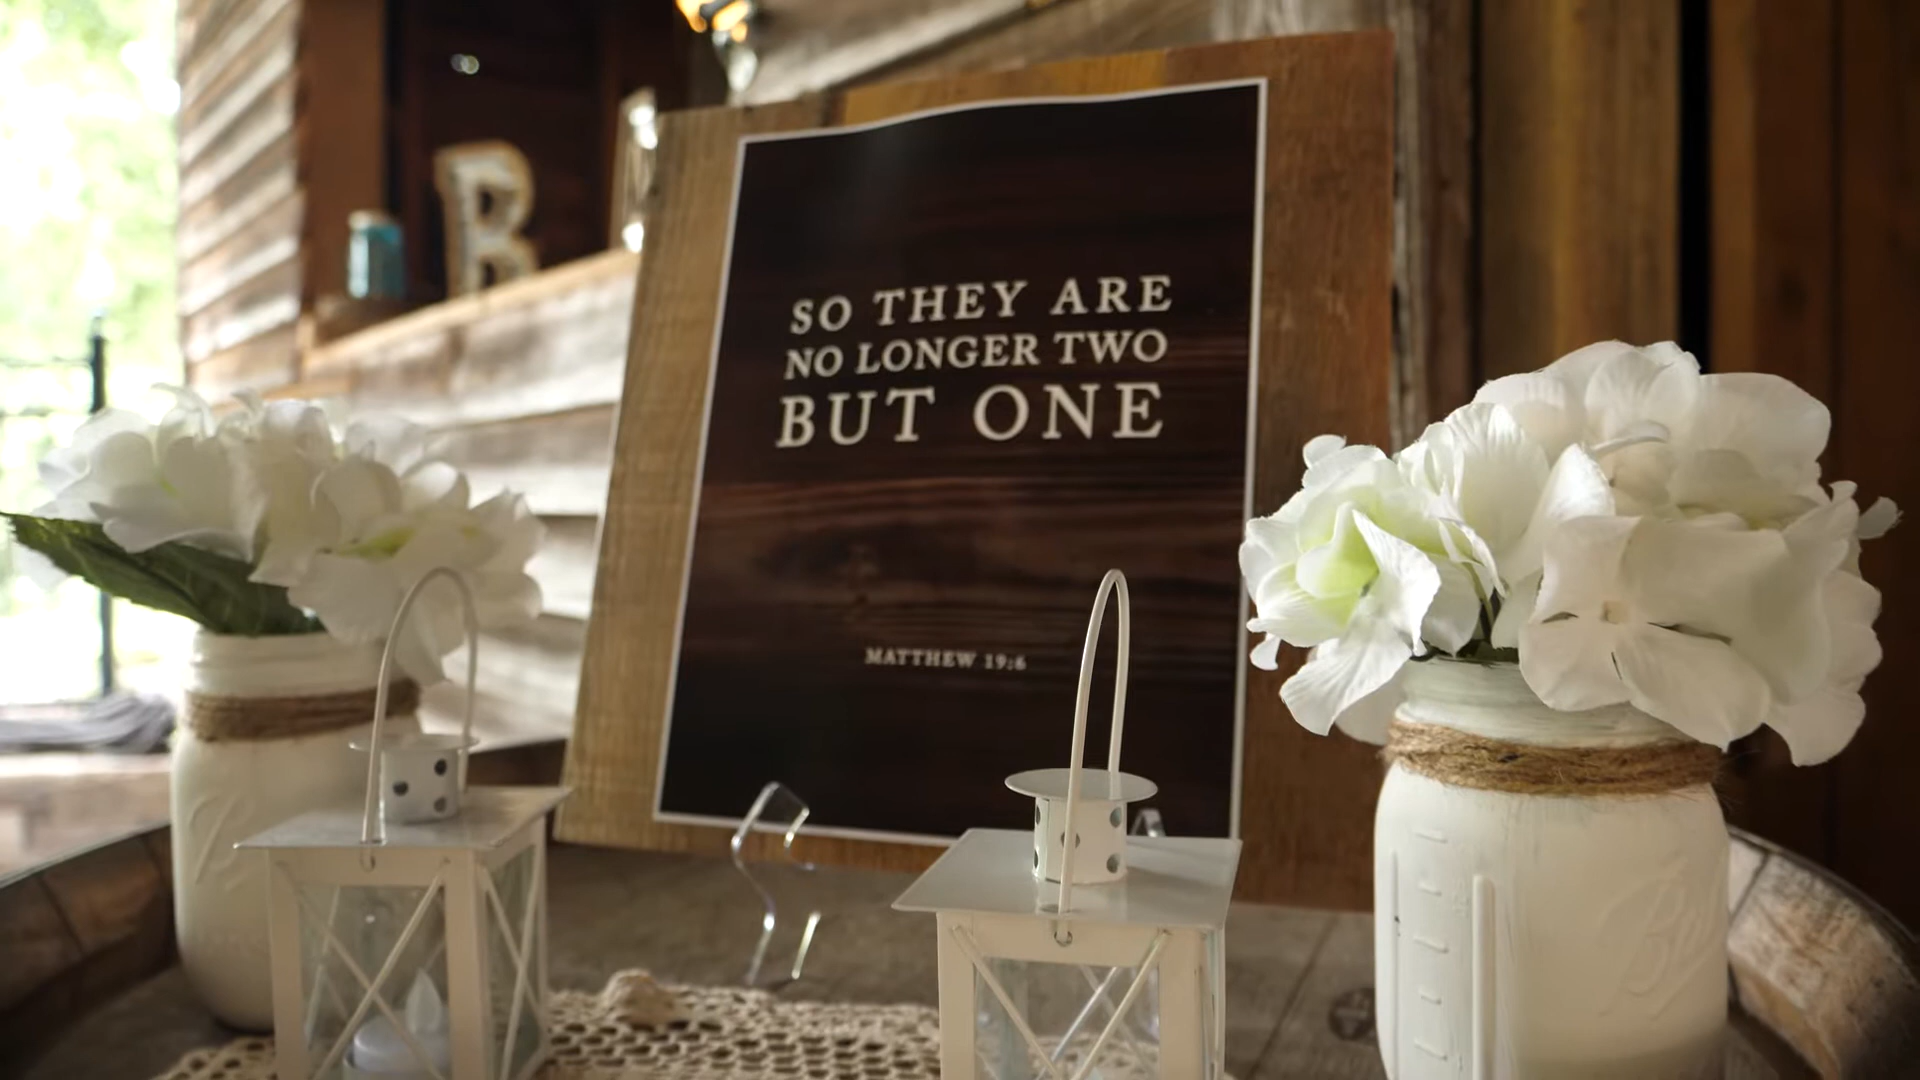 B
SO THEY ARE
NO LONGER TWO
BUT ONE
MATTHEW 19:6